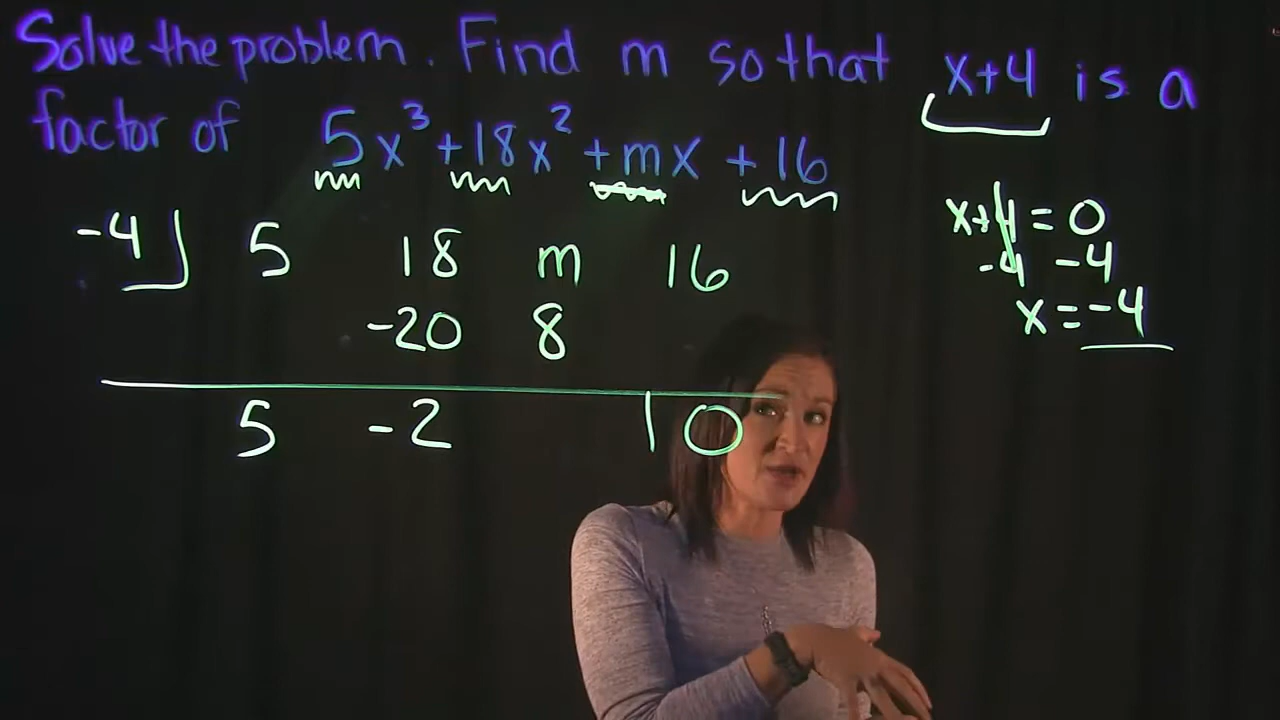 Solve the problem. Find m so that x+4 is a
factor of 5x³ +18x² +mx +16
-4 5 18 m 16
-20 8
5 -2 | 0
x+4 = 0
-4 -4
x = -4